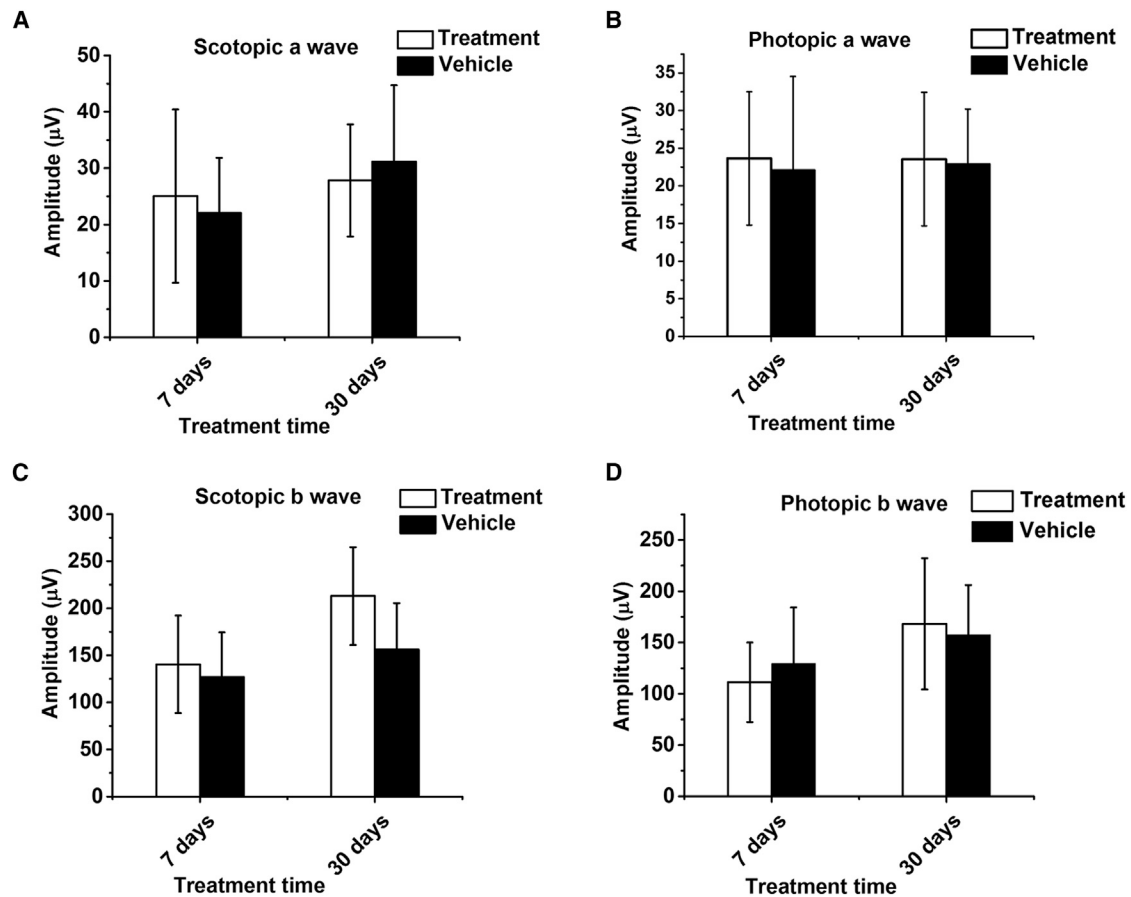 A
Scotopic a wave
Treatment
Vehicle
50
40
30
20
10
0
Amplitude (μV)
7 days
30 days
Treatment time
B
Photopic a wave
Treatment
Vehicle
35
30
25
20
15
10
5
0
Amplitude (μV)
7 days
30 days
Treatment time
C
Scotopic b wave
Treatment
Vehicle
300
250
200
150
100
50
0
Amplitude (μV)
7 days
30 days
Treatment time
D
Photopic b wave
Treatment
Vehicle
250
200
150
100
50
0
Amplitude (μV)
7 days
30 days
Treatment time